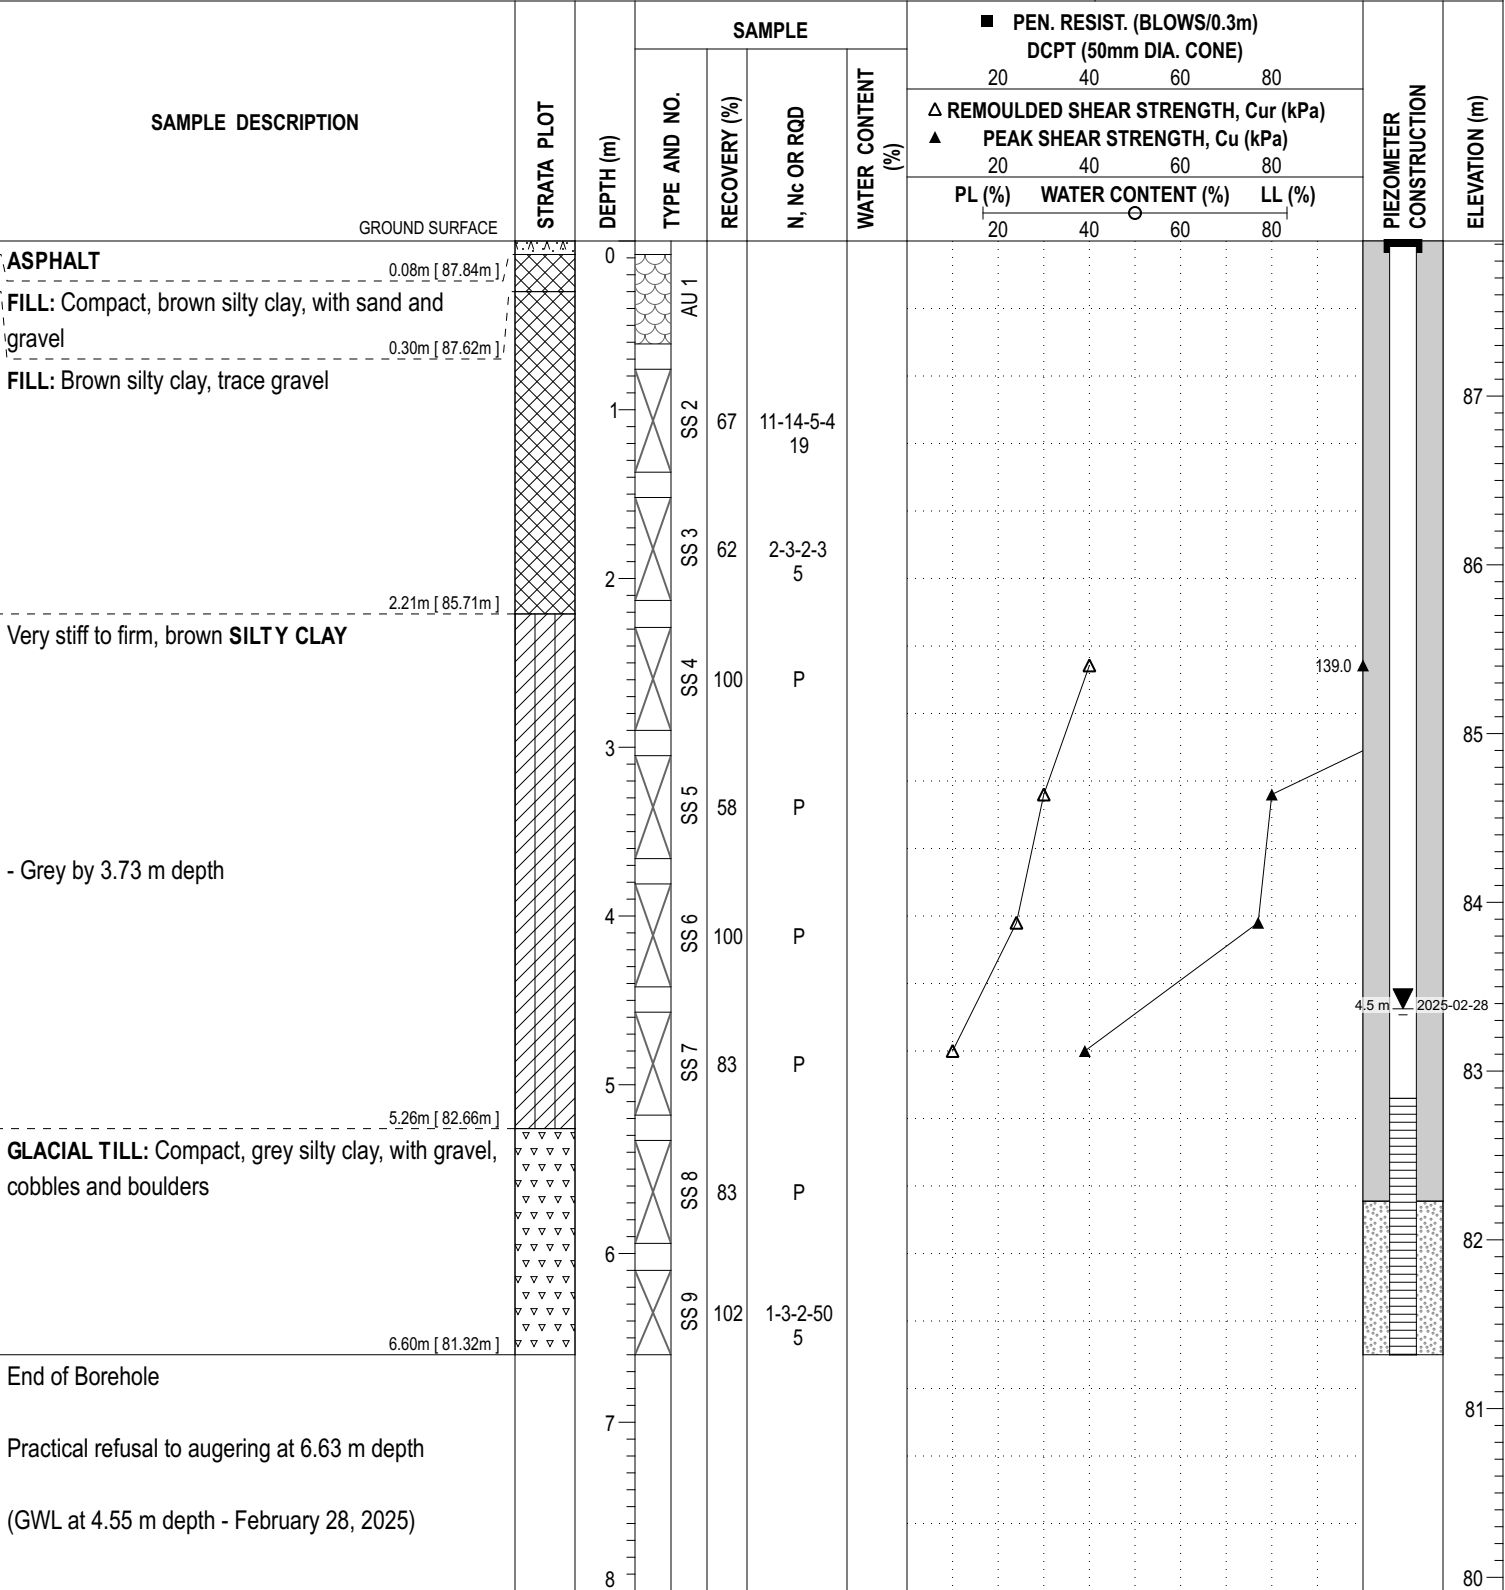 SAMPLE DESCRIPTION
GROUND SURFACE
STRATA PLOT
DEPTH (m)
SAMPLE
TYPE AND NO.
RECOVERY (%)
N, Nc OR RQD
WATER CONTENT
(%)
■ PEN. RESIST. (BLOWS/0.3m)
DCPT (50mm DIA. CONE)
20 40 60 80
△ REMOULDED SHEAR STRENGTH, Cur (kPa)
▲ PEAK SHEAR STRENGTH, Cu (kPa)
20 40 60 80
PL (%) WATER CONTENT (%) LL (%)
20 40 60 80
PIEZOMETER
CONSTRUCTION
ELEVATION (m)
ASPHALT
0.08m [ 87.84m ]
FILL: Compact, brown silty clay, with sand and
gravel
0.30m [ 87.62m ]
FILL: Brown silty clay, trace gravel
2.21m [ 85.71m ]
Very stiff to firm, brown SILTY CLAY
- Grey by 3.73 m depth
5.26m [ 82.66m ]
GLACIAL TILL: Compact, grey silty clay, with gravel,
cobbles and boulders
6.60m [ 81.32m ]
End of Borehole
Practical refusal to augering at 6.63 m depth
(GWL at 4.55 m depth - February 28, 2025)
0
1
2
3
4
5
6
7
8
AU 1
SS 2 67 11-14-5-4
19
SS 3 62 2-3-2-3
5
SS 4 100 P
SS 5 58 P
SS 6 100 P
SS 7 83 P
SS 8 83 P
SS 9 102 1-3-2-50
5
139.0
4.5 m 2025-02-28
87
86
85
84
83
82
81
80